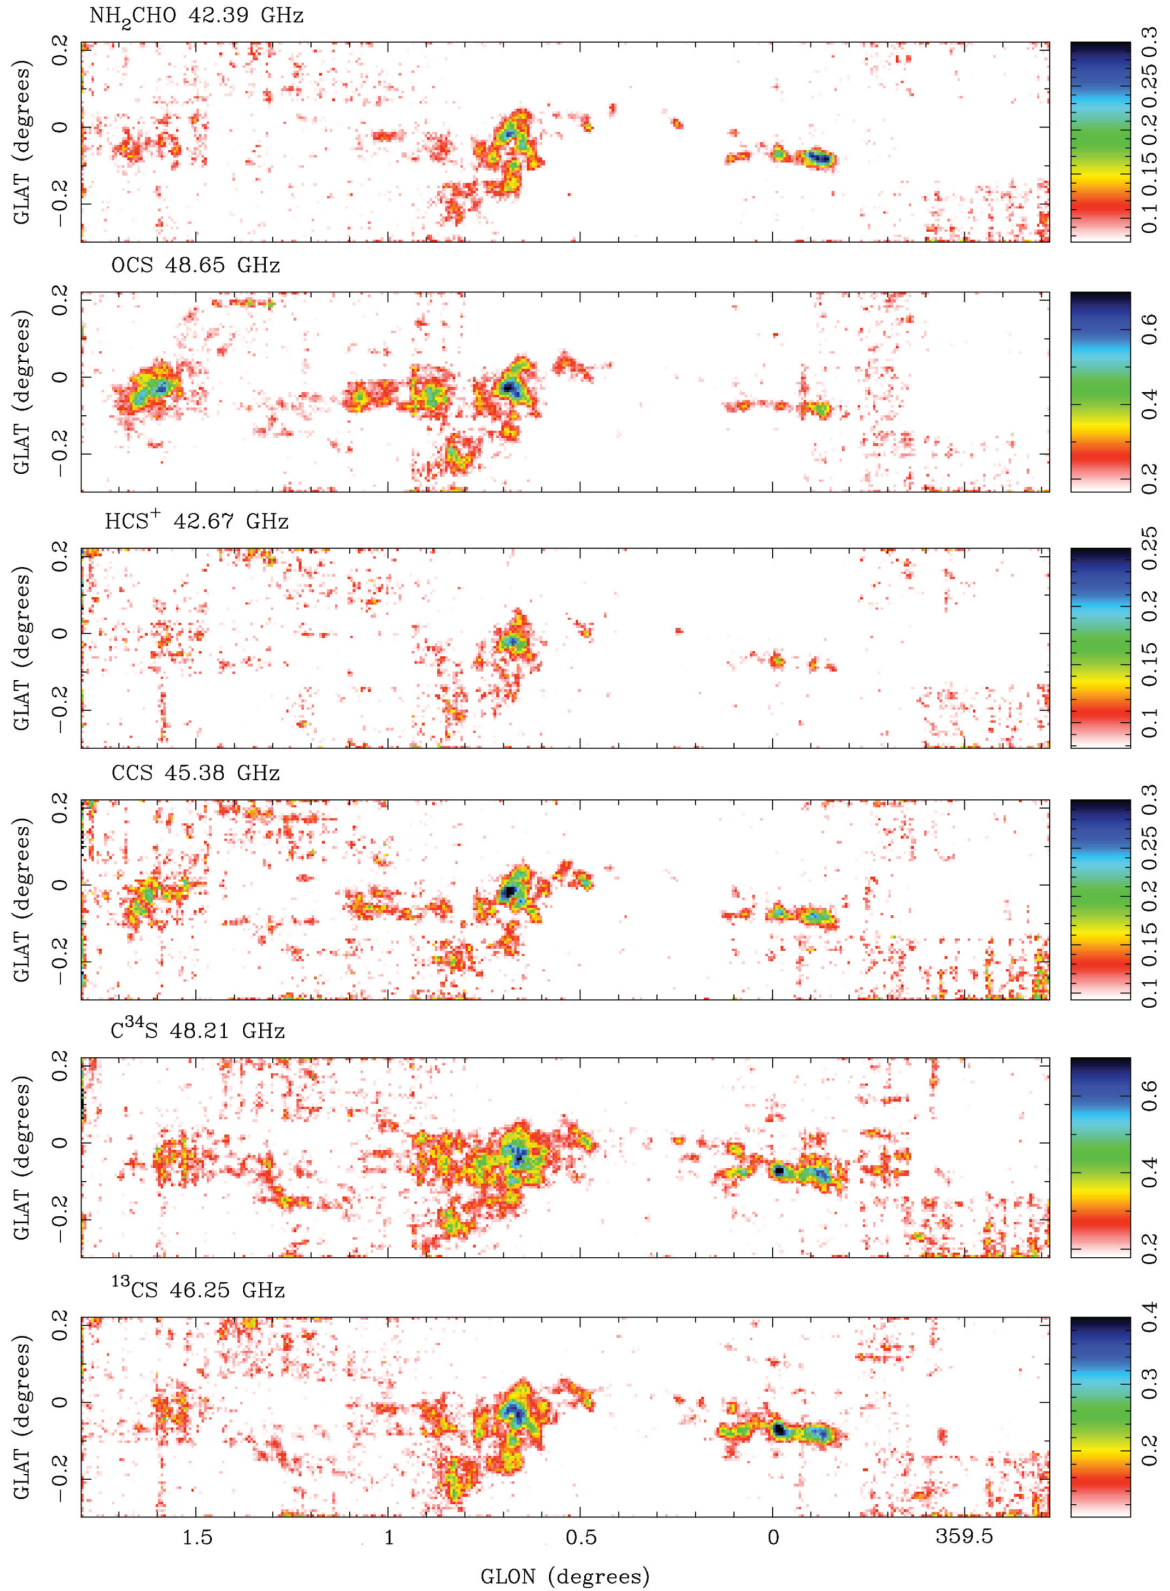 NH₂CHO 42.39 GHz
GLAT (degrees)
0.2
0
−0.2
0.1 0.15 0.2 0.25 0.3
OCS 48.65 GHz
GLAT (degrees)
0.2
0
−0.2
0.2 0.4 0.6
HCS⁺ 42.67 GHz
GLAT (degrees)
0.2
0
−0.2
0.1 0.15 0.2 0.25
CCS 45.38 GHz
GLAT (degrees)
0.2
0
−0.2
0.1 0.15 0.2 0.25 0.3
C³⁴S 48.21 GHz
GLAT (degrees)
0.2
0
−0.2
0.2 0.4 0.6
¹³CS 46.25 GHz
GLAT (degrees)
0.2
0
−0.2
0.2 0.3 0.4
1.5 1 0.5 0 359.5
GLON (degrees)